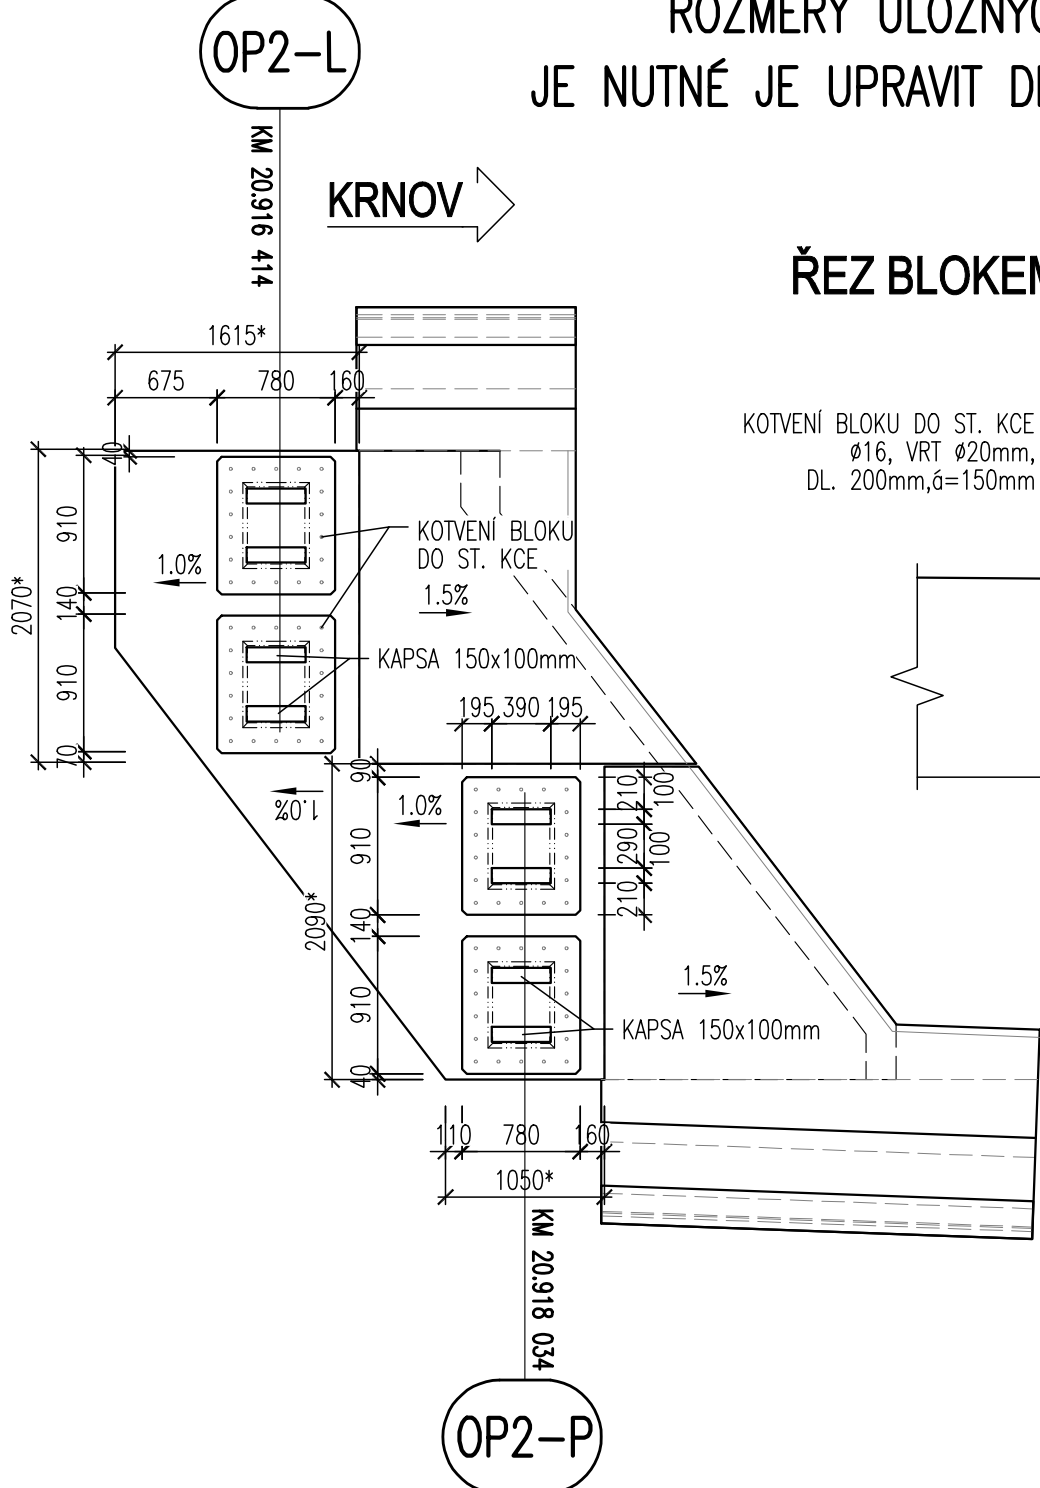 OP2-L
JE NUTNÉ JE UPRAVIT
KM 20.916 414
KRNOV
ŘEZ BLOKEM
1615*
675 780 160
KOTVENÍ BLOKU DO ST. KCE
ø16, VRT ø20mm,
DL. 200mm,á=150mm
40
910
140
910
70
2070*
KOTVENÍ BLOKU
DO ST. KCE
1.0%
1.5%
KAPSA 150x100mm
195 390 195
1.0%
1.0%
90
910
140
910
40
2090*
210
100
290
100
210
1.5%
KAPSA 150x100mm
110 780 160
1050*
KM 20.918 034
OP2-P